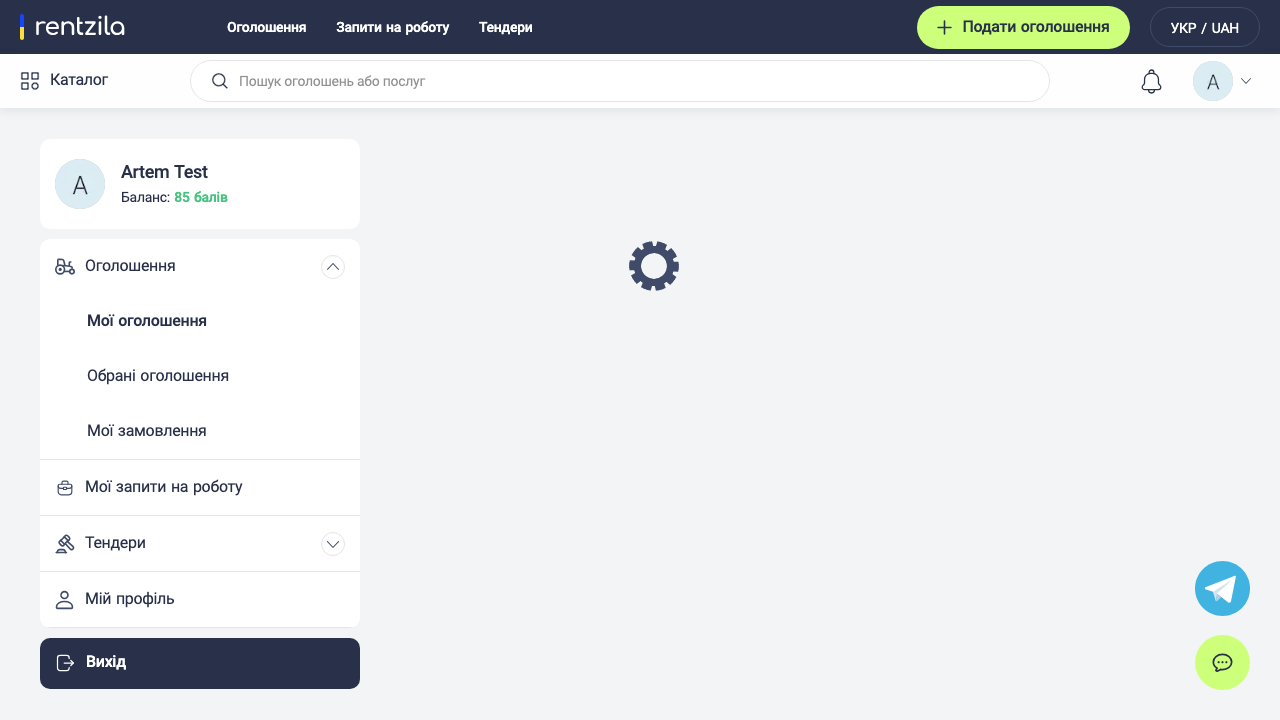 rentzila
Оголошення
Запити на роботу
Тендери
Подати оголошення
УКР / UAH
Каталог
Пошук оголошень або послуг
A
A
Artem Test
Баланс: 85 балів
Оголошення
Мої оголошення
Обрані оголошення
Мої замовлення
Мої запити на роботу
Тендери
Мій профіль
Вихід